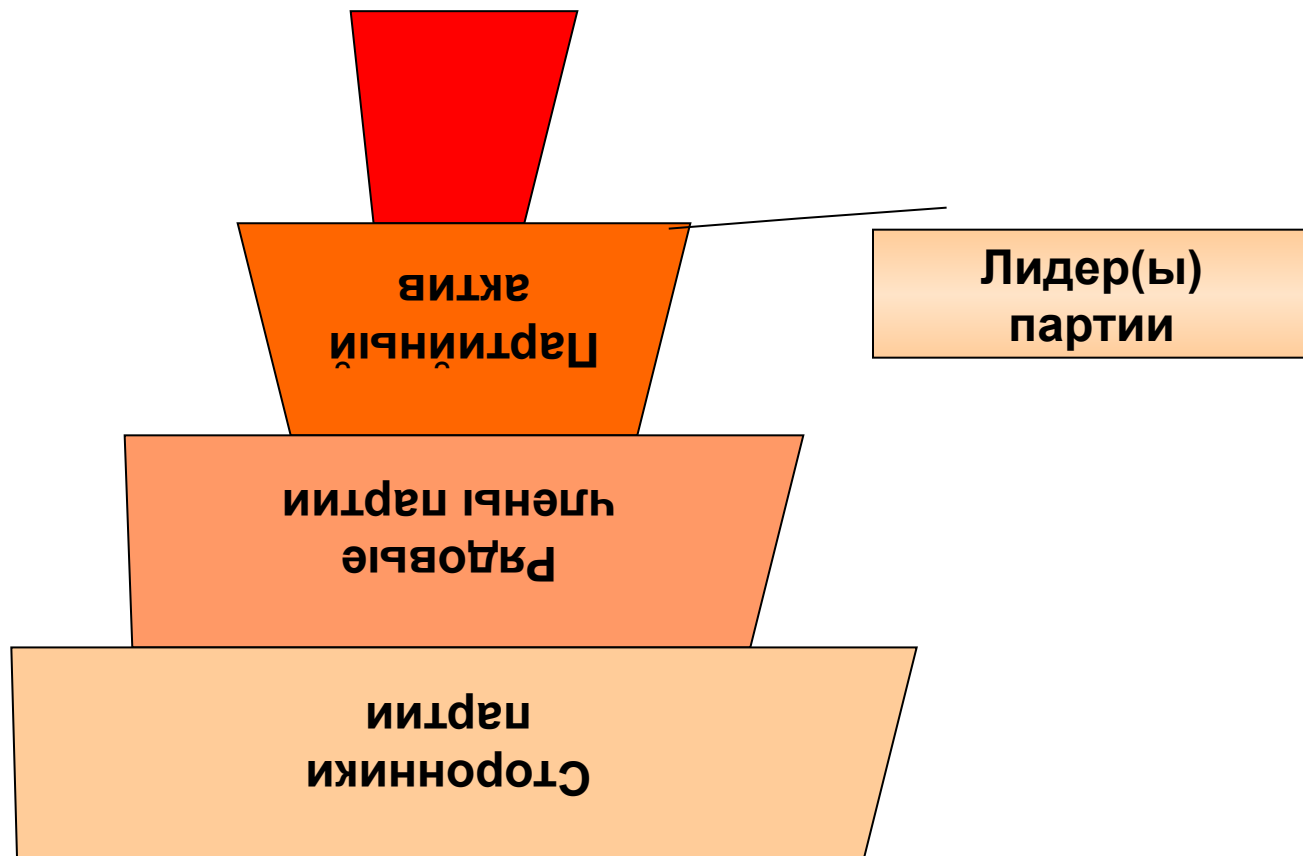 Партийный
актив
Рядовые
члены партии
Сторонники
партии
Лидер(ы)
партии